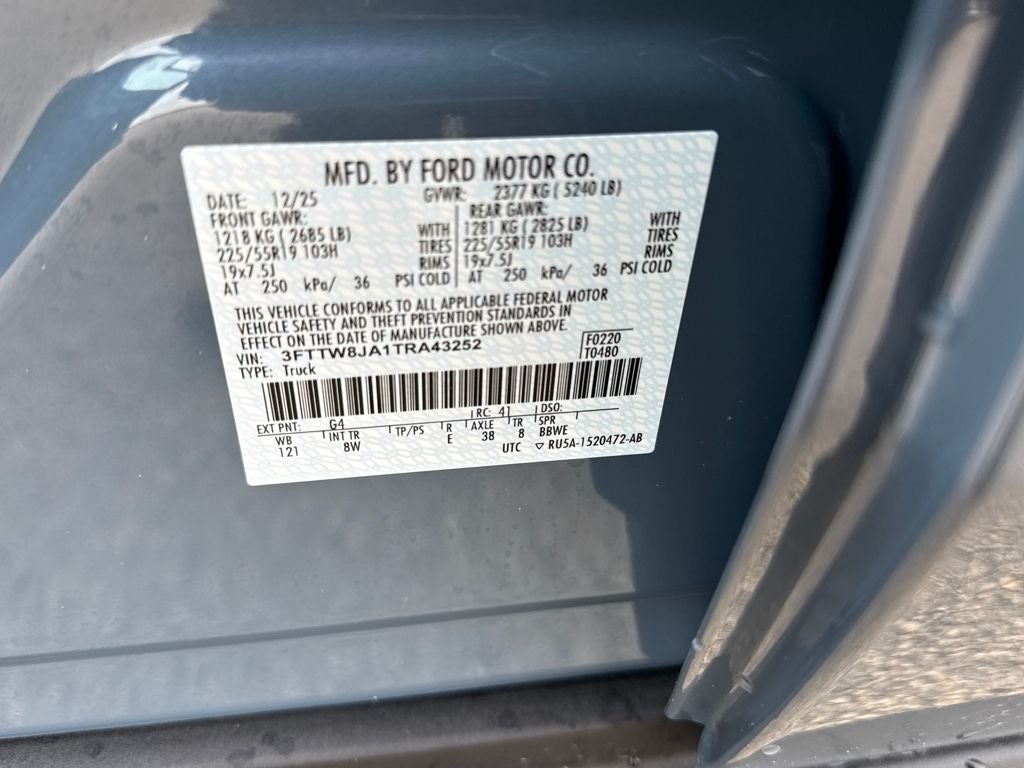 MFD. BY FORD MOTOR CO.
DATE: 12/25 GVWR: 2377 KG ( 5240 LB)
FRONT GAWR: REAR GAWR:
1218 KG ( 2685 LB) WITH 1281 KG ( 2825 LB) WITH
225/55R19 103H TIRES 225/55R19 103H TIRES
19x7.5J RIMS 19x7.5J RIMS
AT 250 kPa/ 36 PSI COLD AT 250 kPa/ 36 PSI COLD
THIS VEHICLE CONFORMS TO ALL APPLICABLE FEDERAL MOTOR
VEHICLE SAFETY AND THEFT PREVENTION STANDARDS IN
EFFECT ON THE DATE OF MANUFACTURE SHOWN ABOVE.
VIN: 3FTTW8JA1TRA43252 F0220
TYPE: Truck T0480
EXT PNT: G4 RC: 41 DSO:
WB INT TR TP/PS R AXLE TR SPR
121 8W E 38 8 BBWE
UTC ▽ RU5A-1520472-AB